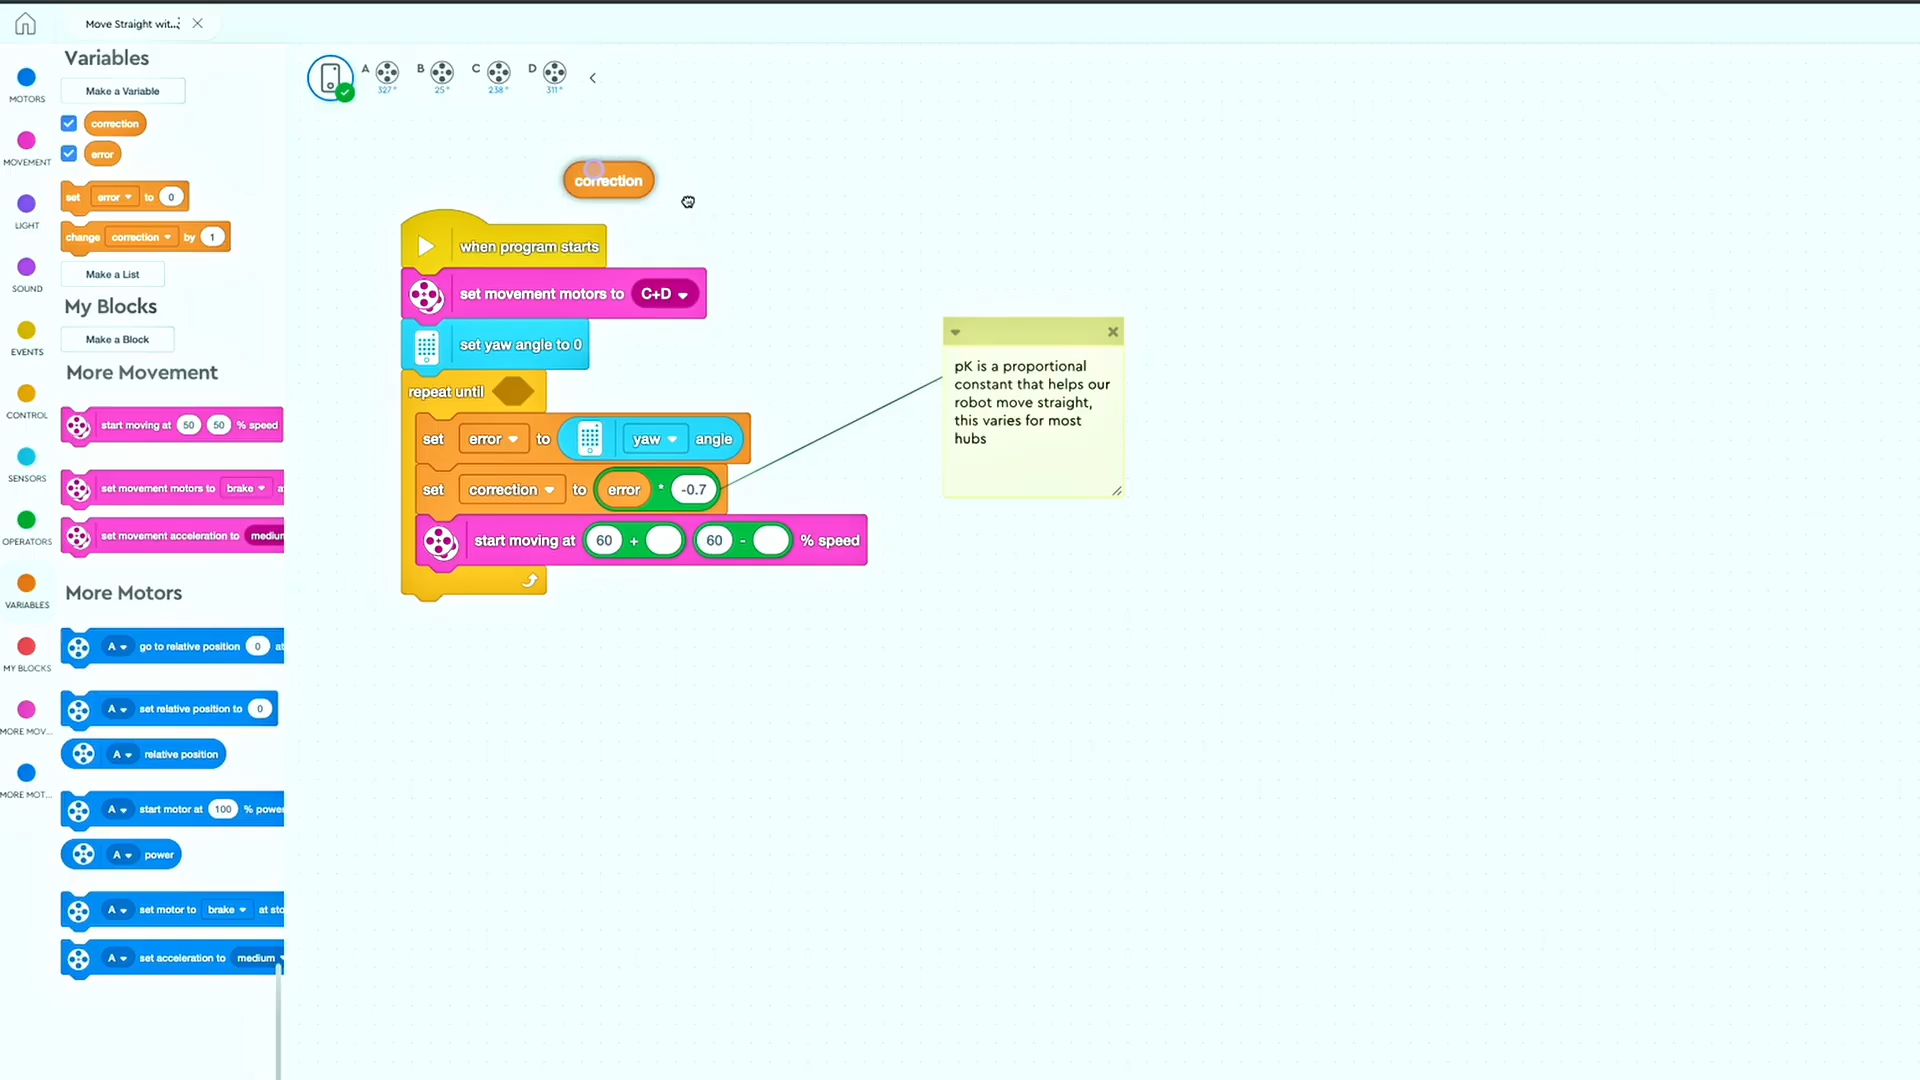 Move Straight wit...
A
327°
B
25°
C
238°
D
311°
MOTORS
MOVEMENT
LIGHT
SOUND
EVENTS
CONTROL
SENSORS
OPERATORS
VARIABLES
MY BLOCKS
MORE MOV...
MORE MOT...
Variables
Make a Variable
correction
error
set error to 0
change correction by 1
Make a List
My Blocks
Make a Block
More Movement
start moving at 50 50 % speed
set movement motors to brake
set movement acceleration to
More Motors
A go to relative position 0 at
A set relative position to 0
A relative position
A start motor at 100 %
A power
A set motor to brake at
A set acceleration to medium
correction
when program starts
set movement motors to C+D
set yaw angle to 0
repeat until
set error to yaw angle
set correction to error * -0.7
start moving at 60 + 60 - % speed
pK is a proportional
constant that helps our
robot move straight,
this varies for most
hubs